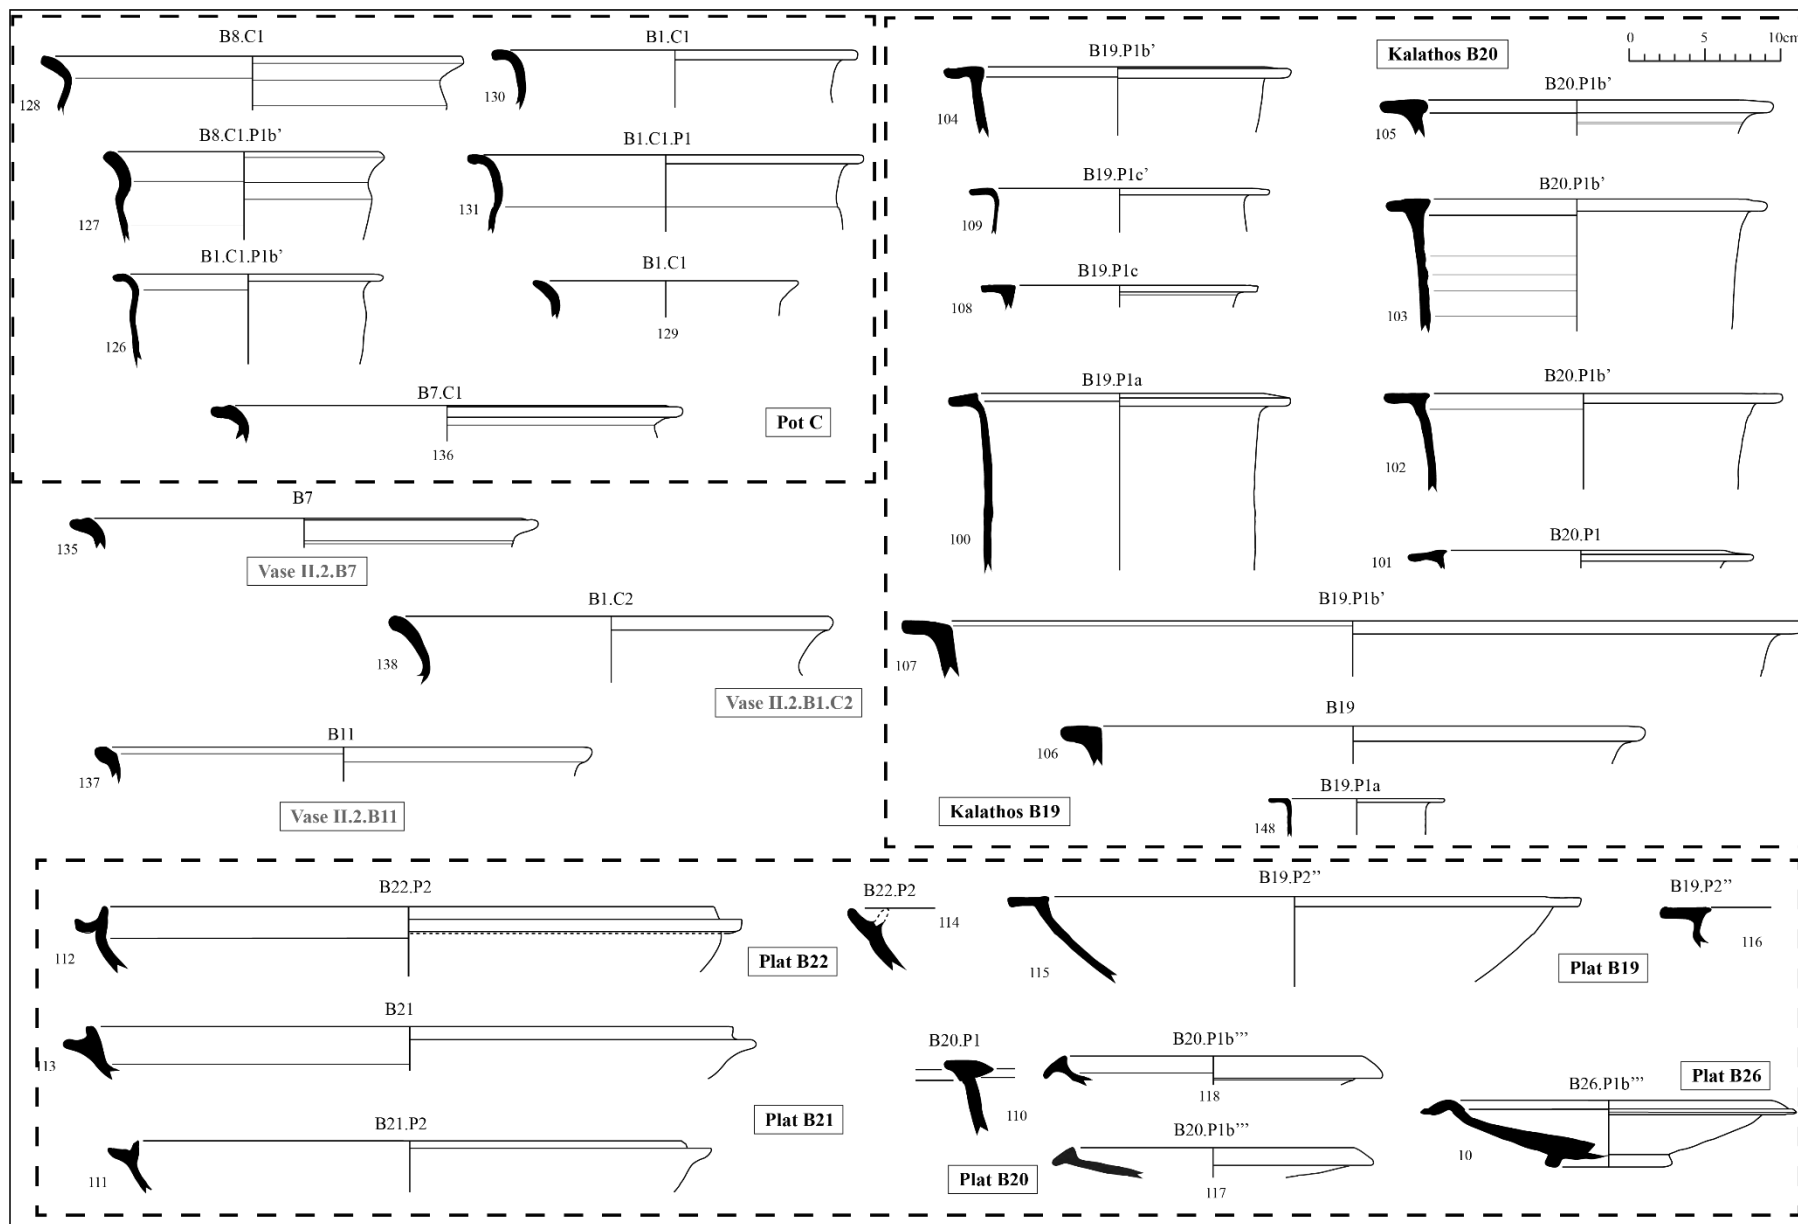 B8.C1
128
B1.C1
130
B8.C1.P1b’
127
B1.C1.P1
131
B1.C1.P1b’
126
B1.C1
129
B7.C1
136
Pot C
B7
135
Vase II.2.B7
B1.C2
138
Vase II.2.B1.C2
B11
137
Vase II.2.B11
Kalathos B20
0 5 10cm
B19.P1b’
104
B20.P1b’
105
B19.P1c’
109
B20.P1b’
103
B19.P1c
108
B19.P1a
100
B20.P1b’
102
B20.P1
101
B19.P1b’
107
B19
106
B19.P1a
148
Kalathos B19
B22.P2
112
Plat B22
B22.P2
114
B19.P2’’
115
Plat B19
B19.P2’’
116
B21
113
Plat B21
B21.P2
111
B20.P1
110
B20.P1b’’’
118
B20.P1b’’’
117
Plat B20
Plat B26
B26.P1b’’’
10